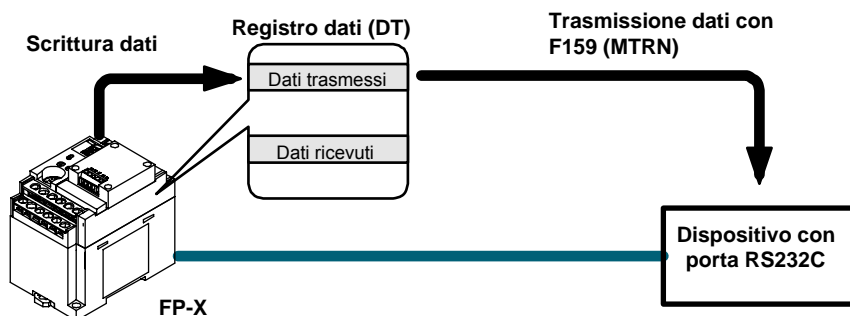 Scrittura dati
Registro dati (DT)
Trasmissione dati con
F159 (MTRN)
Dati trasmessi
Dati ricevuti
Dispositivo con
porta RS232C
FP-X